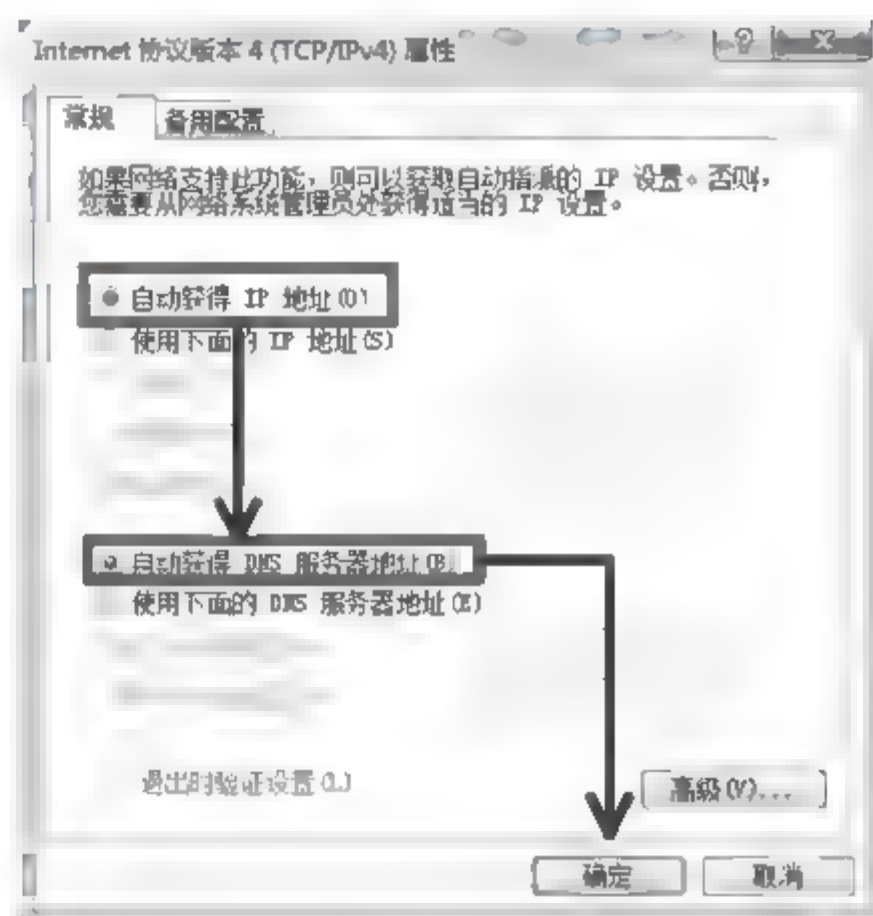 Internet 协议版本 4 (TCP/IPv4) 属性
常规 备用配置
如果网络支持此功能，则可以获取自动指派的 IP 设置。否则，
您需要从网络系统管理员处获得适当的 IP 设置。
自动获得 IP 地址(O)
使用下面的 IP 地址(S)
自动获得 DNS 服务器地址(B)
使用下面的 DNS 服务器地址(E)
退出时验证设置(L)
高级(V)...
确定 取消